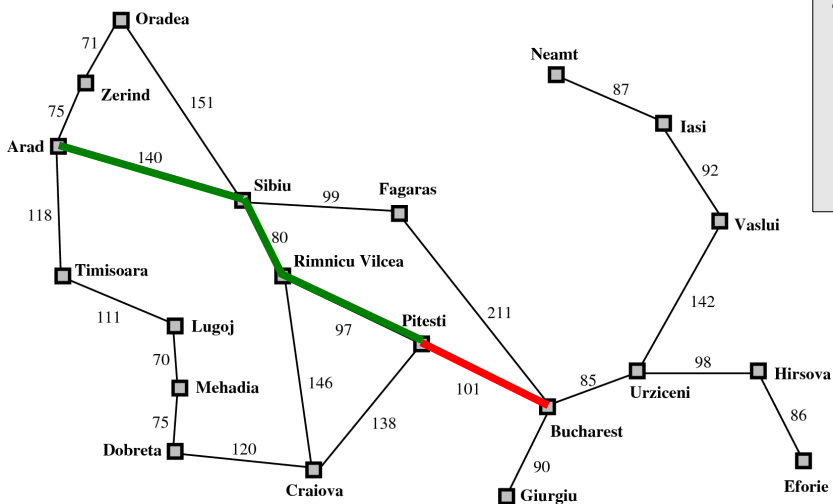 Oradea
71
Neamt
87
Zerind
151
75
Iasi
Arad
140
92
Sibiu
99
Fagaras
118
80
Vaslui
Rimnicu Vilcea
Timisoara
142
211
111
Lugoj
97
Pitesti
70
98
Hirsova
146
101
85
Mehadia
Urziceni
75
138
86
Bucharest
Dobreta
120
90
Craiova
Giurgiu
Eforie